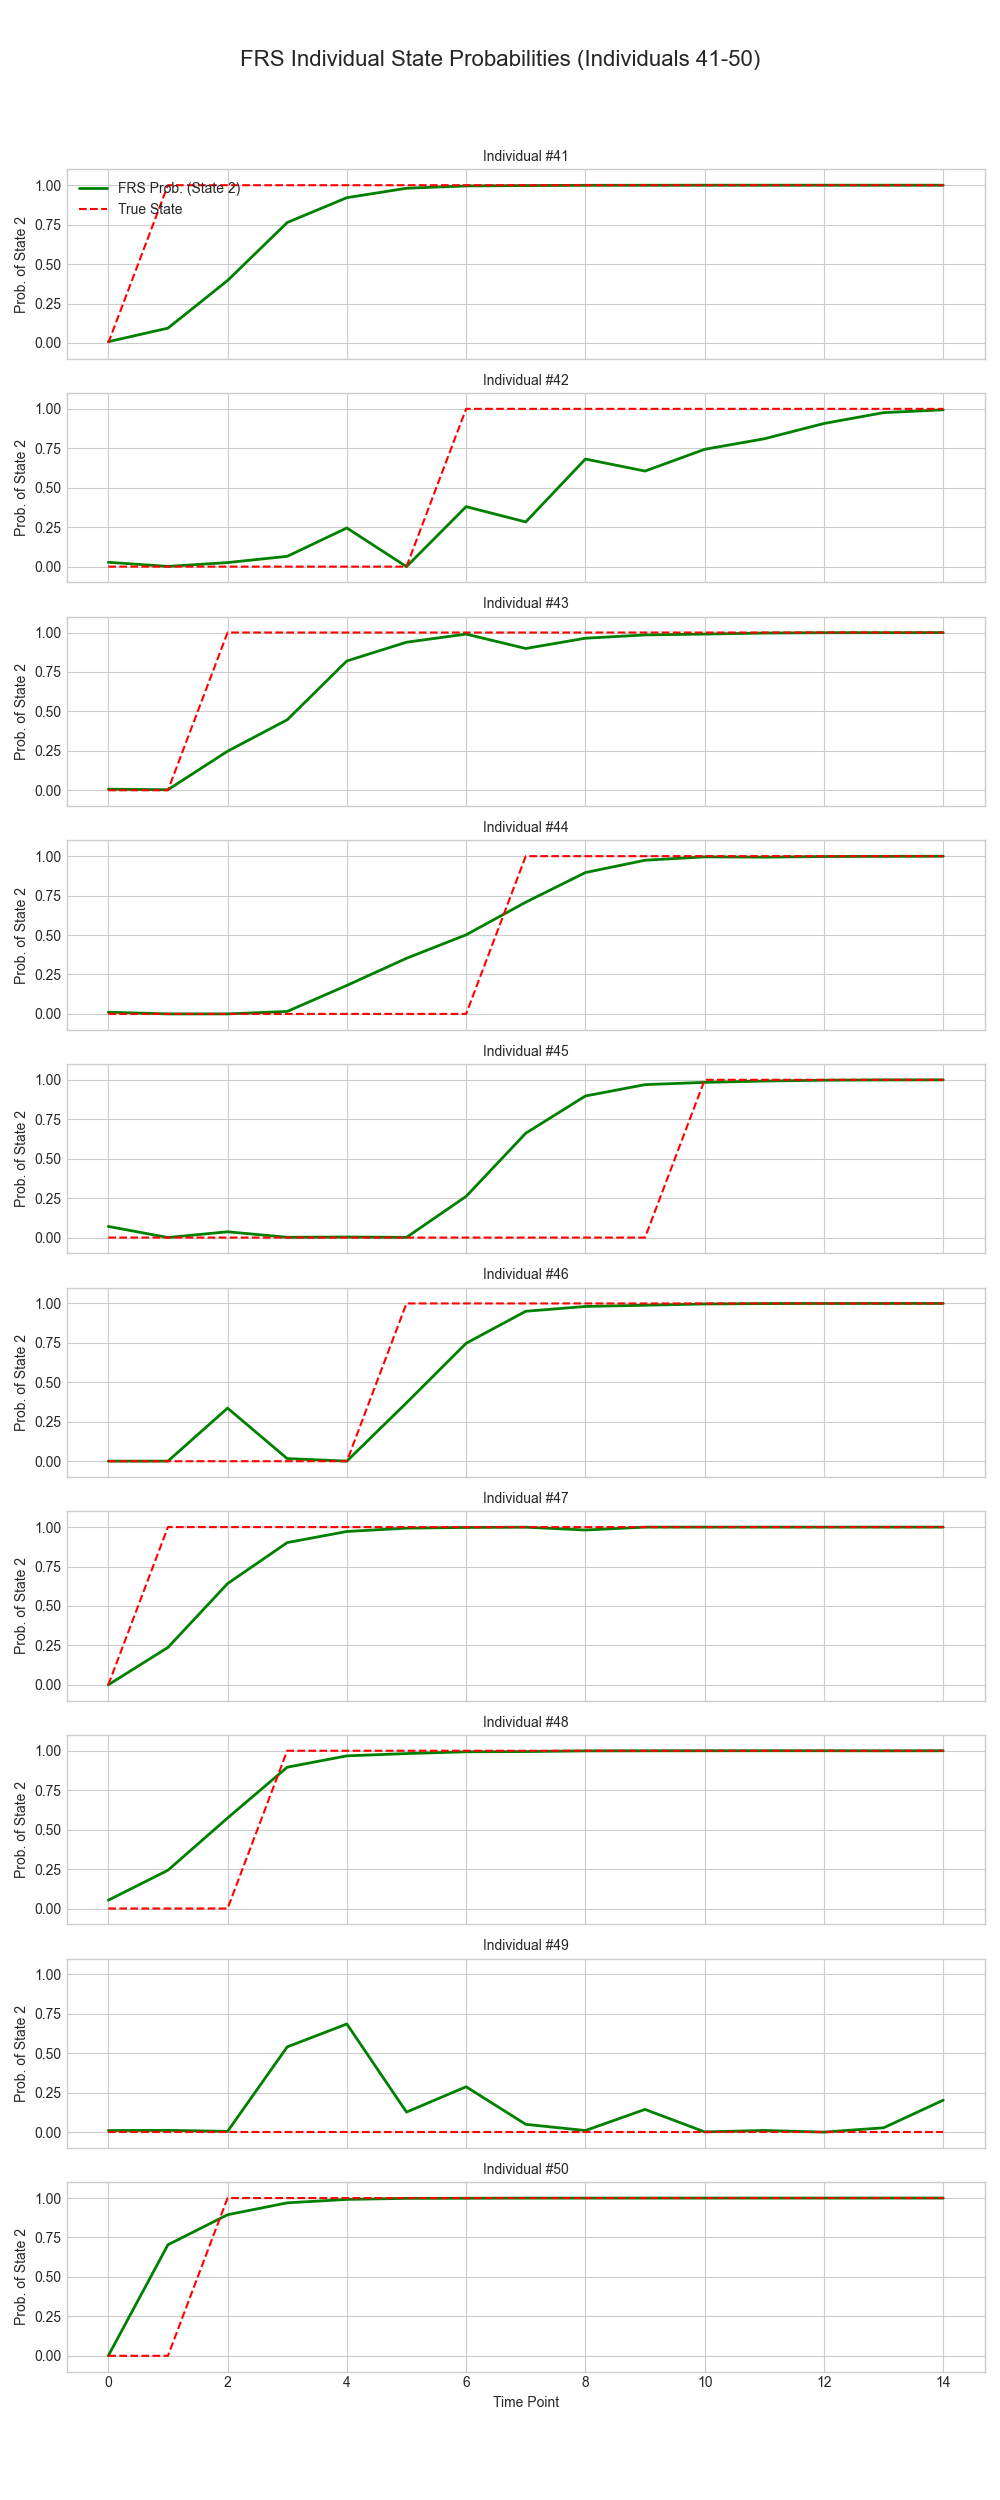 FRS Individual State Probabilities (Individuals 41-50)
Individual #41
FRS Prob. (State 2)
True State
Prob. of State 2
1.00
0.75
0.50
0.25
0.00
Individual #42
Prob. of State 2
1.00
0.75
0.50
0.25
0.00
Individual #43
Prob. of State 2
1.00
0.75
0.50
0.25
0.00
Individual #44
Prob. of State 2
1.00
0.75
0.50
0.25
0.00
Individual #45
Prob. of State 2
1.00
0.75
0.50
0.25
0.00
Individual #46
Prob. of State 2
1.00
0.75
0.50
0.25
0.00
Individual #47
Prob. of State 2
1.00
0.75
0.50
0.25
0.00
Individual #48
Prob. of State 2
1.00
0.75
0.50
0.25
0.00
Individual #49
Prob. of State 2
1.00
0.75
0.50
0.25
0.00
Individual #50
Prob. of State 2
1.00
0.75
0.50
0.25
0.00
0 2 4 6 8 10 12 14
Time Point